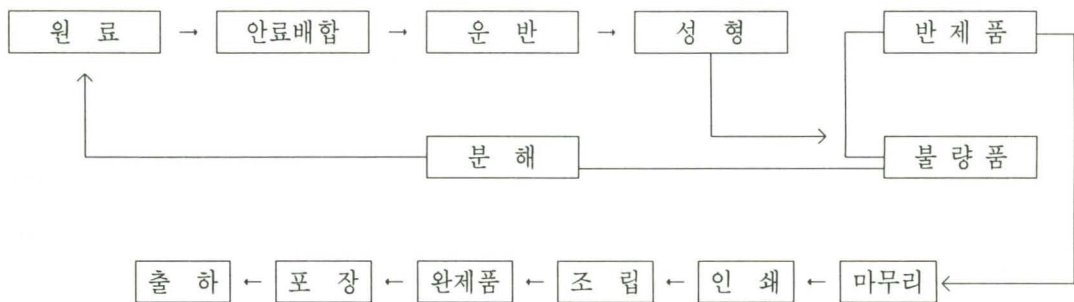 원 료 → 안료배합 → 운 반 → 성 형 반 제 품
분 해 불 량 품
출 하 ← 포 장 ← 완제품 ← 조 립 ← 인 쇄 ← 마무리